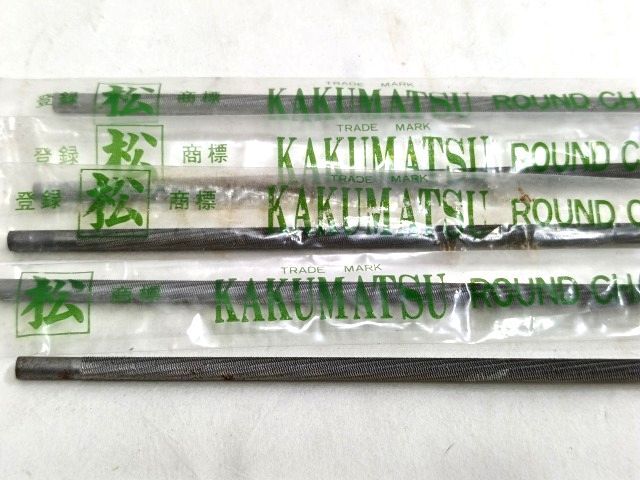 TRADE MARK
登録 松 商標 KAKUMATSU ROUND CH
TRADE MARK
登録 松 商標 KAKUMATSU ROUND C
TRADE MARK
登録 松 商標 KAKUMATSU ROUND
TRADE MARK
松 商標 KAKUMATSU ROUND CH